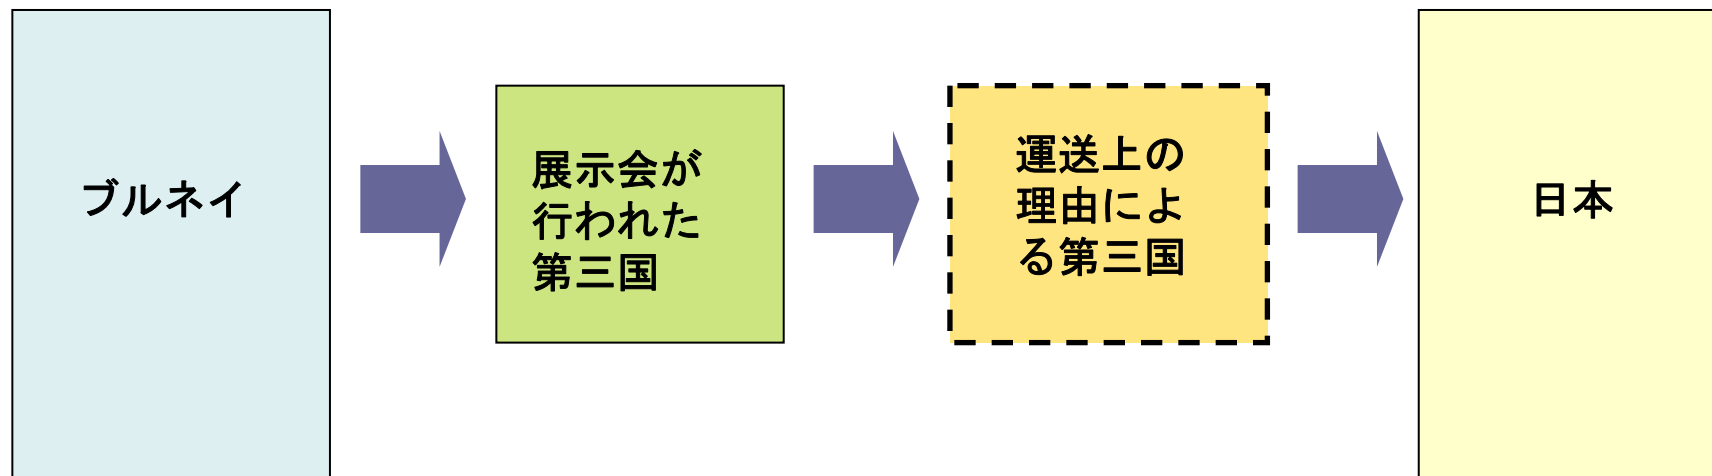 ブルネイ
展示会が
行われた
第三国
運送上の
理由によ
る第三国
日本